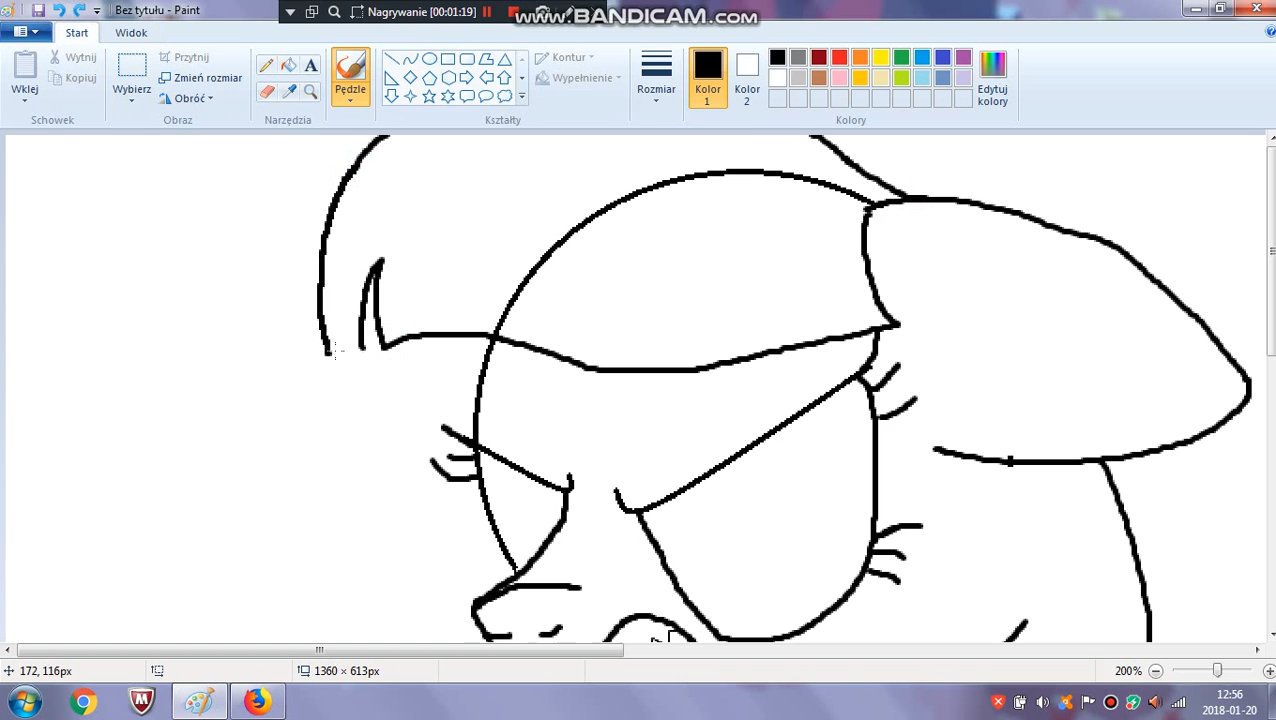 Bez tytułu - Paint
Nagrywanie [00:01:19]
www.BANDICAM.com
Start
Widok
Wklej
Wytnij
Kopiuj
Schowek
Wybierz
Przytnij
Zmień rozmiar
Obróć
Obraz
A
Narzędzia
Pędzle
Kształty
Kontur
Wypełnienie
Rozmiar
Kolor
1
Kolor
2
Edytuj
kolory
Kolory
172, 116px
1360 × 613px
200%
12:56
2018-01-20